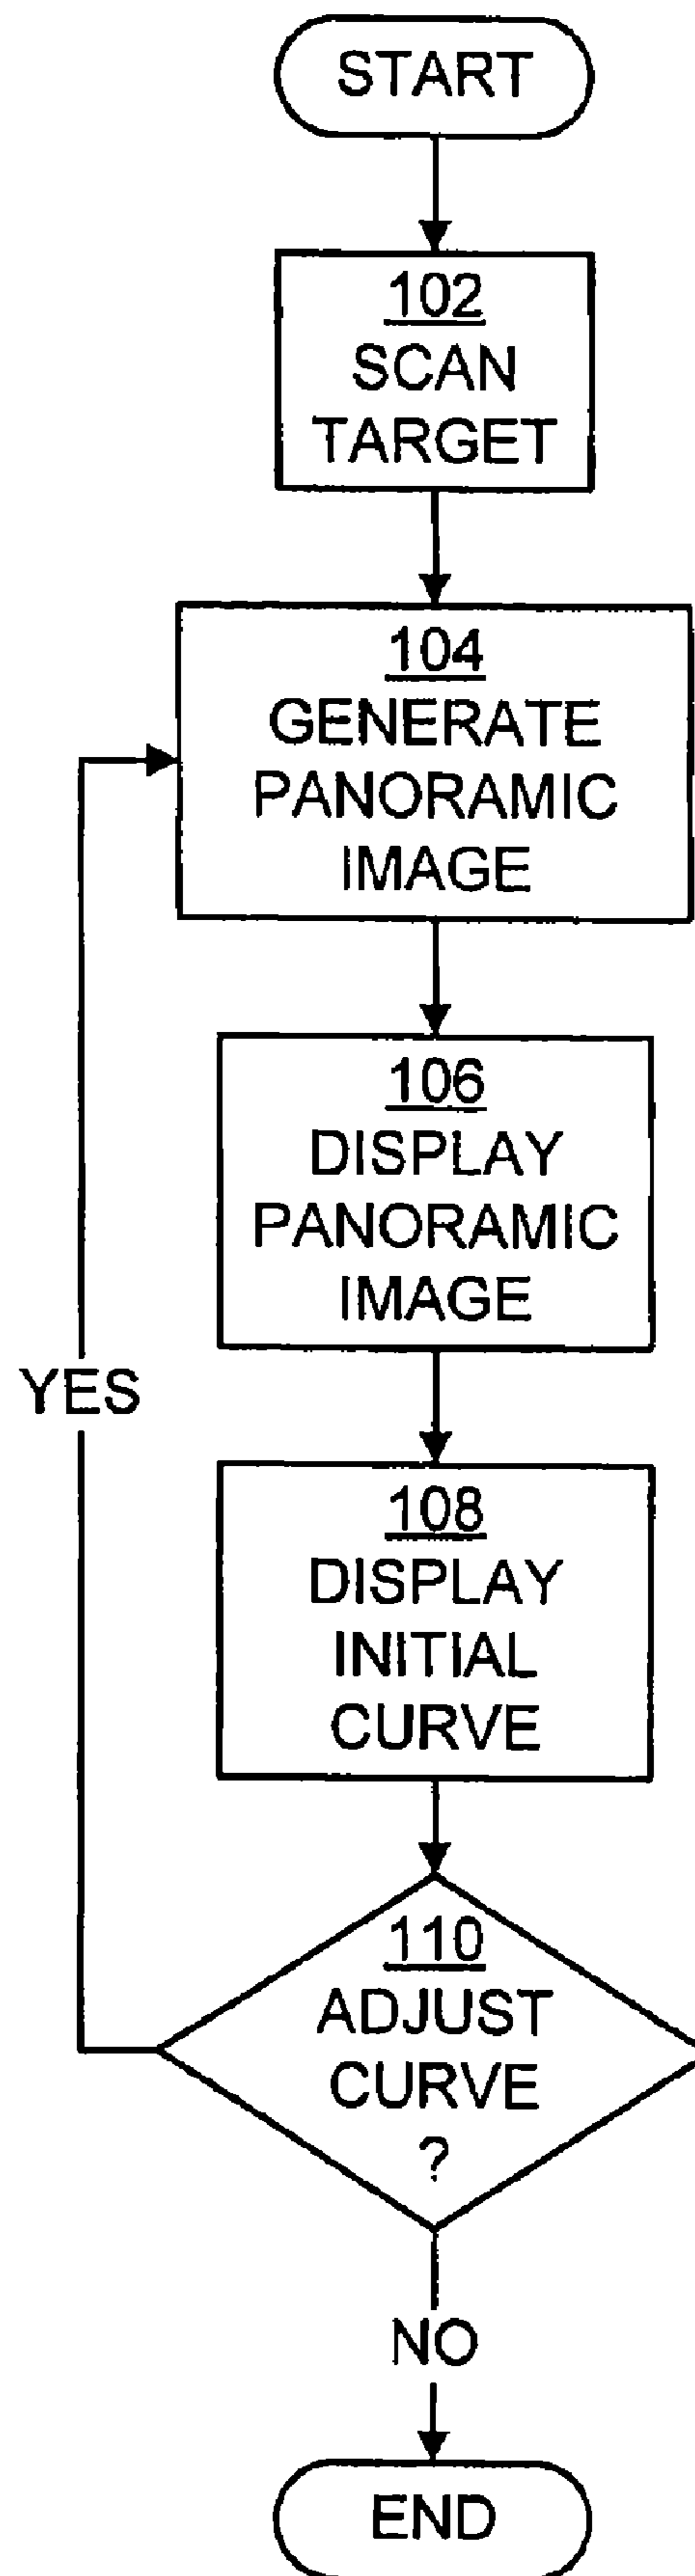 START
102
SCAN
TARGET
104
GENERATE
PANORAMIC
IMAGE
106
DISPLAY
PANORAMIC
IMAGE
YES
108
DISPLAY
INITIAL
CURVE
110
ADJUST
CURVE
?
NO
END